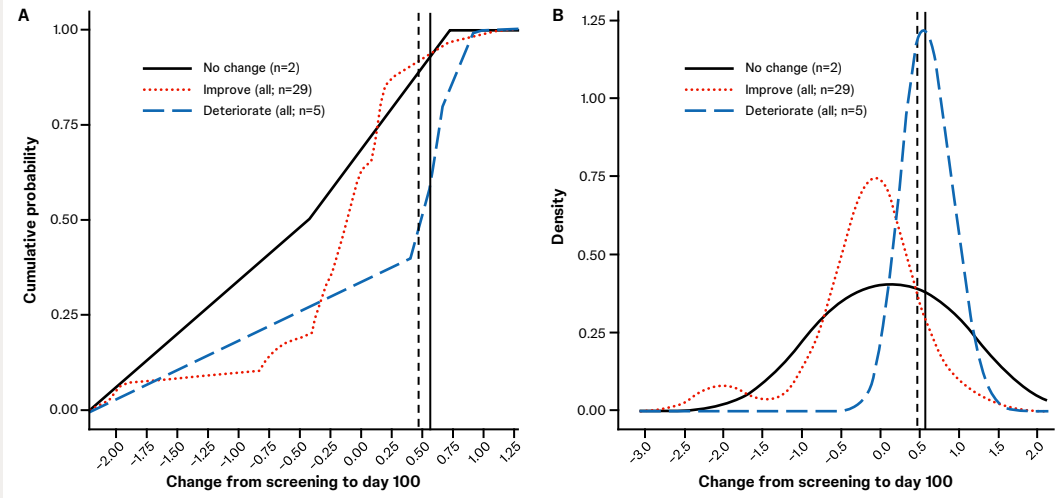 A
1.00
0.75
0.50
0.25
0.00
Cumulative probability
No change (n=2)
Improve (all; n=29)
Deteriorate (all; n=5)
−2.00 −1.75 −1.50 −1.25 −1.00 −0.75 −0.50 −0.25 0.00 0.25 0.50 0.75 1.00 1.25
Change from screening to day 100
B
1.25
1.00
0.75
0.50
0.25
0.00
Density
No change (n=2)
Improve (all; n=29)
Deteriorate (all; n=5)
−3.0 −2.5 −2.0 −1.5 −1.0 −0.5 0.0 0.5 1.0 1.5 2.0
Change from screening to day 100